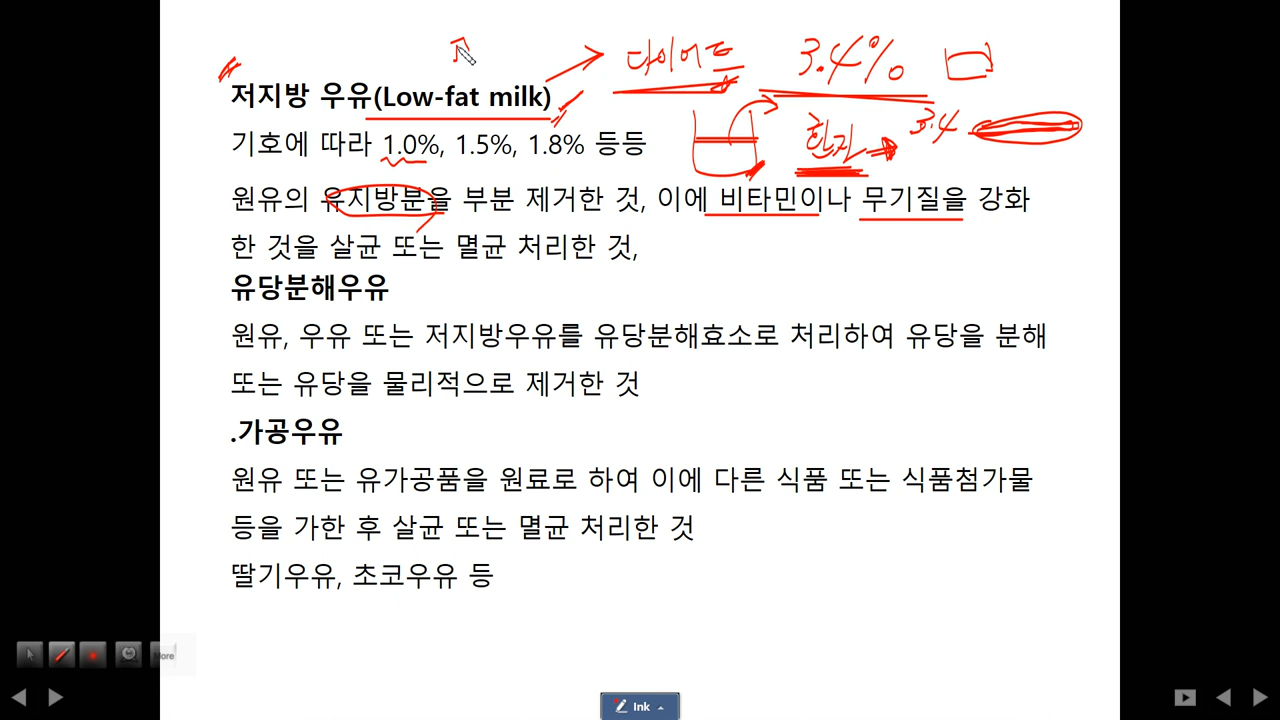 다이어트 3.4%
저지방 우유(Low-fat milk)
환자 → 3.4
기호에 따라 1.0%, 1.5%, 1.8% 등등
원유의 유지방분을 부분 제거한 것, 이에 비타민이나 무기질을 강화
한 것을 살균 또는 멸균 처리한 것,
유당분해우유
원유, 우유 또는 저지방우유를 유당분해효소로 처리하여 유당을 분해
또는 유당을 물리적으로 제거한 것
.가공우유
원유 또는 유가공품을 원료로 하여 이에 다른 식품 또는 식품첨가물
등을 가한 후 살균 또는 멸균 처리한 것
딸기우유, 초코우유 등
More
Ink